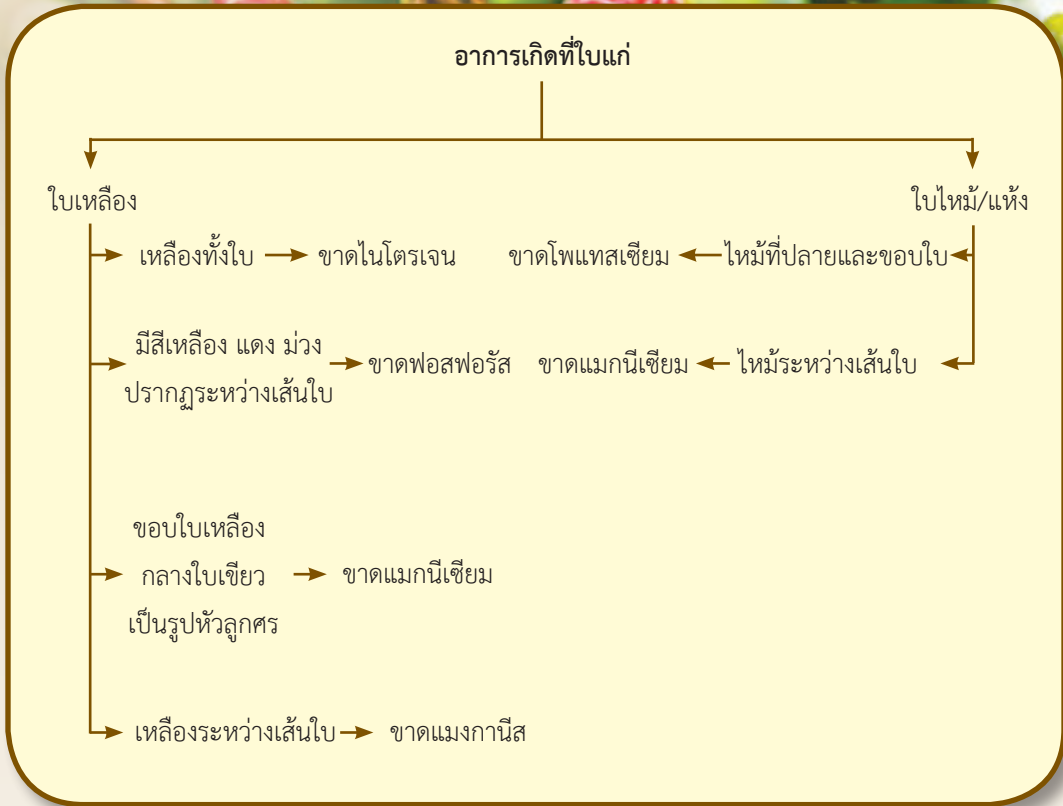 อาการเกิดที่ใบแก่
ใบเหลือง
ใบไหม้/แห้ง
เหลืองทั้งใบ
ขาดไนโตรเจน
ขาดโพแทสเซียม
ไหม้ที่ปลายและขอบใบ
มีสีเหลือง แดง ม่วง
ปรากฏระหว่างเส้นใบ
ขาดฟอสฟอรัส
ขาดแมกนีเซียม
ไหม้ระหว่างเส้นใบ
ขอบใบเหลือง
กลางใบเขียว
เป็นรูปหัวลูกศร
ขาดแมกนีเซียม
เหลืองระหว่างเส้นใบ
ขาดแมงกานีส